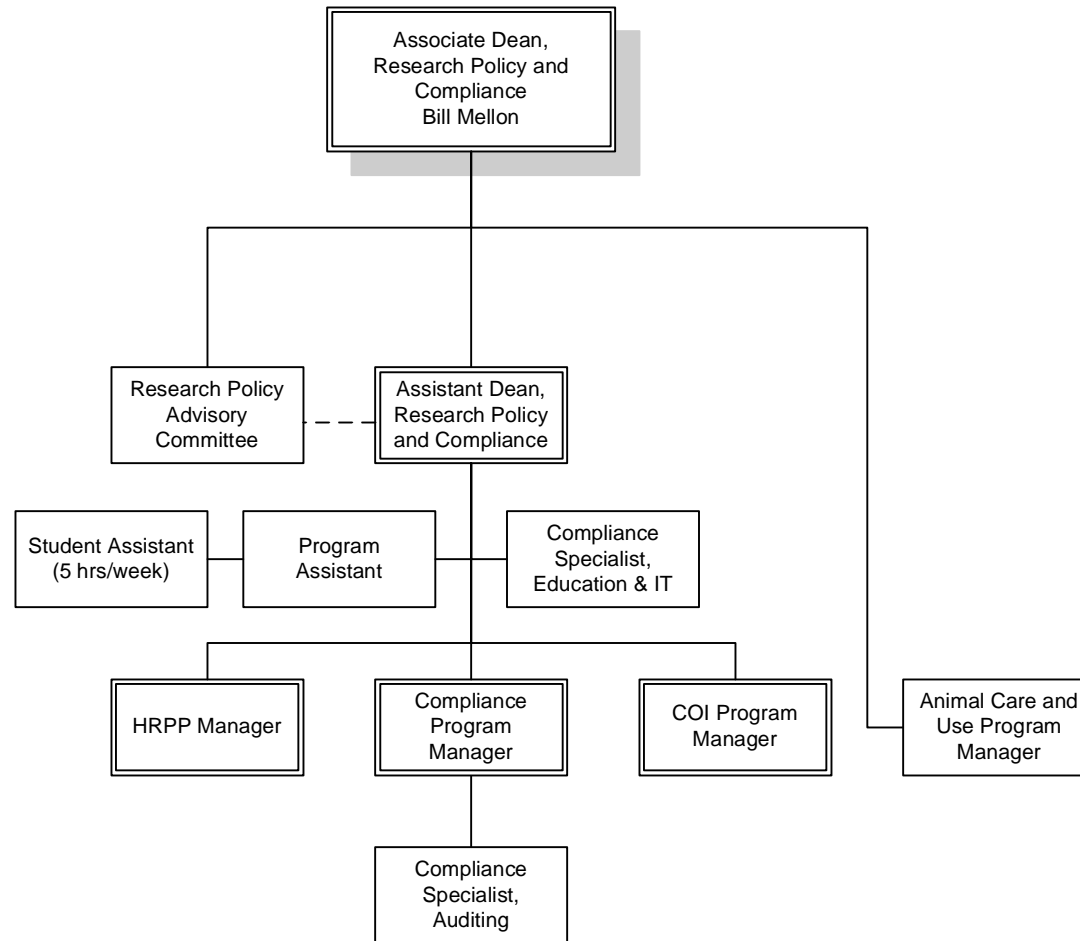 Associate Dean,
Research Policy and
Compliance
Bill Mellon
Research Policy
Advisory
Committee
Assistant Dean,
Research Policy
and Compliance
Student Assistant
(5 hrs/week)
Program
Assistant
Compliance
Specialist,
Education & IT
HRPP Manager
Compliance
Program
Manager
COI Program
Manager
Animal Care and
Use Program
Manager
Compliance
Specialist,
Auditing